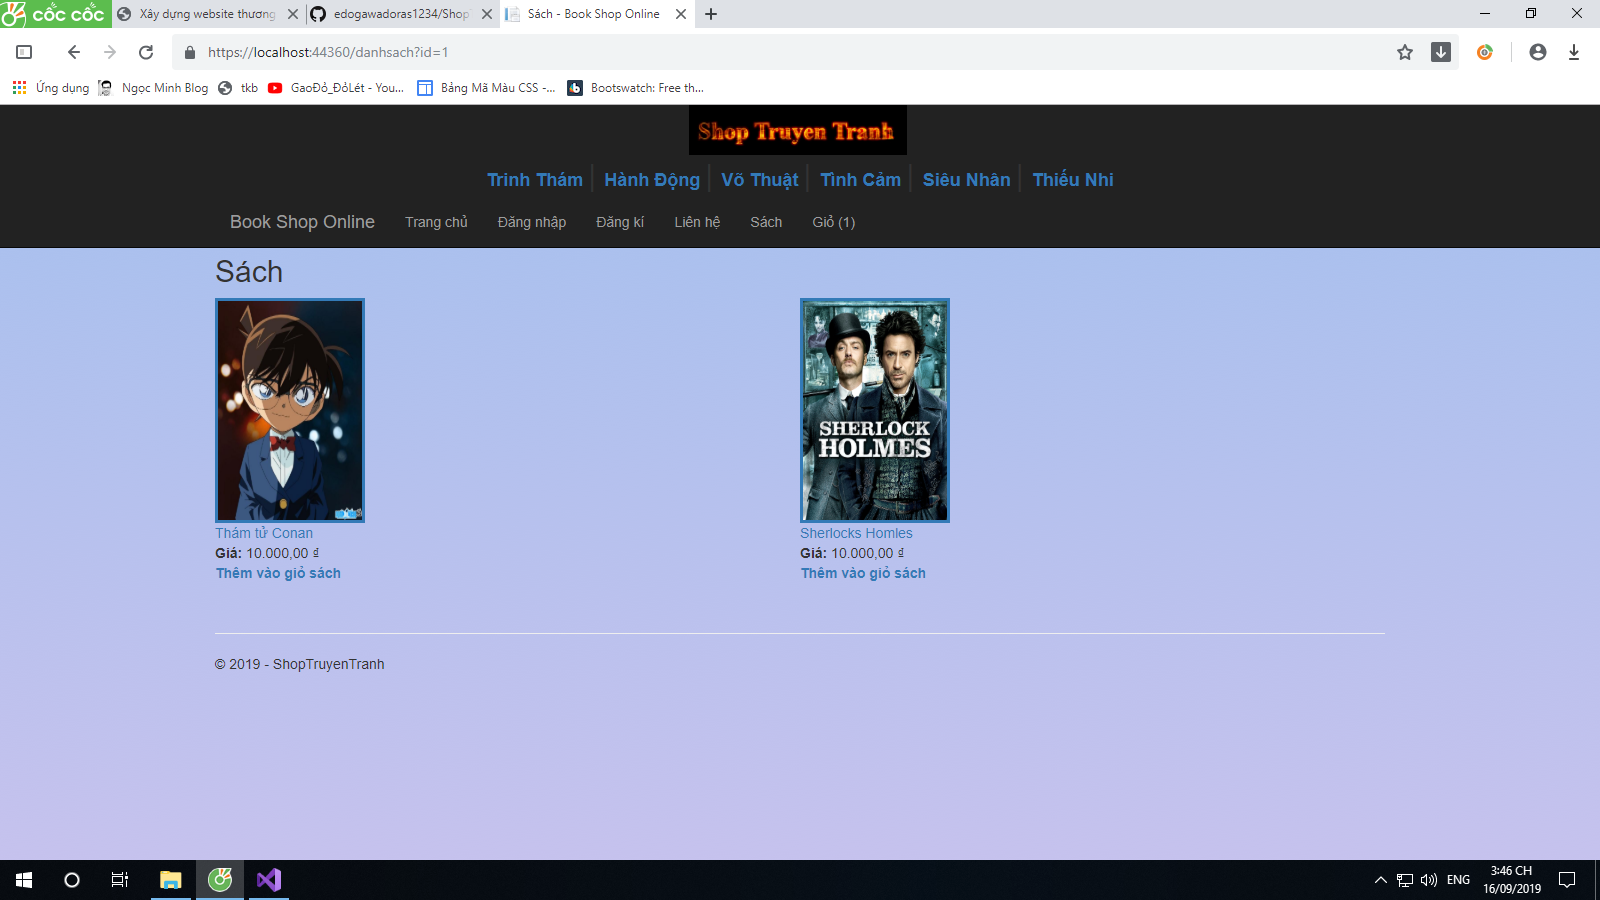 cốc cốc
Xây dựng website thương
edogawadoras1234/Shop
Sách - Book Shop Online
https://localhost:44360/danhsach?id=1
Ứng dụng
Ngọc Minh Blog
tkb
GaoĐỏ_ĐỏLét - You...
Bảng Mã Màu CSS -...
Bootswatch: Free th...
Shop Truyen Tranh
Trinh Thám
Hành Động
Võ Thuật
Tình Cảm
Siêu Nhân
Thiếu Nhi
Book Shop Online
Trang chủ
Đăng nhập
Đăng kí
Liên hệ
Sách
Giỏ (1)
Sách
SHERLOCK
HOLMES
Thám tử Conan
Giá: 10.000,00 ₫
Thêm vào giỏ sách
Sherlocks Homles
Giá: 10.000,00 ₫
Thêm vào giỏ sách
© 2019 - ShopTruyenTranh
ENG
3:46 CH
16/09/2019